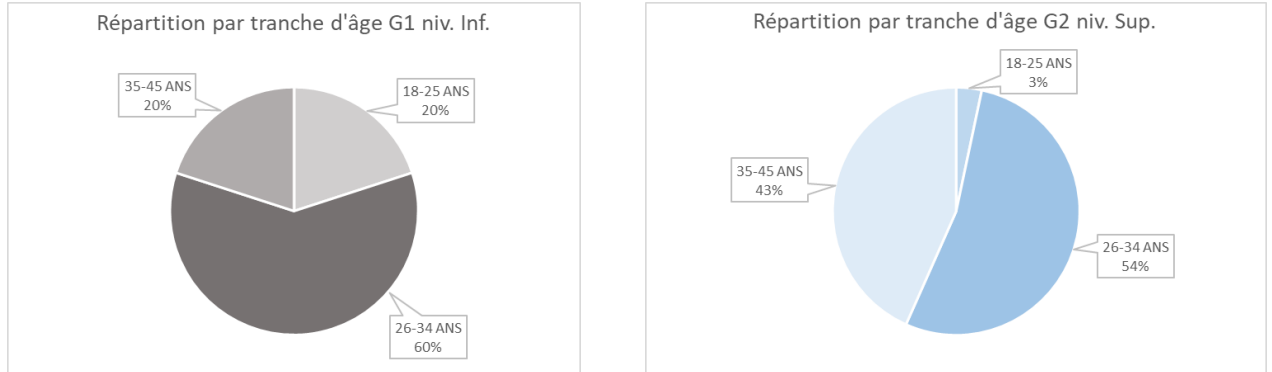 Répartition par tranche d'âge G1 niv. Inf.
35-45 ANS
20%
18-25 ANS
20%
26-34 ANS
60%
Répartition par tranche d'âge G2 niv. Sup.
18-25 ANS
3%
35-45 ANS
43%
26-34 ANS
54%